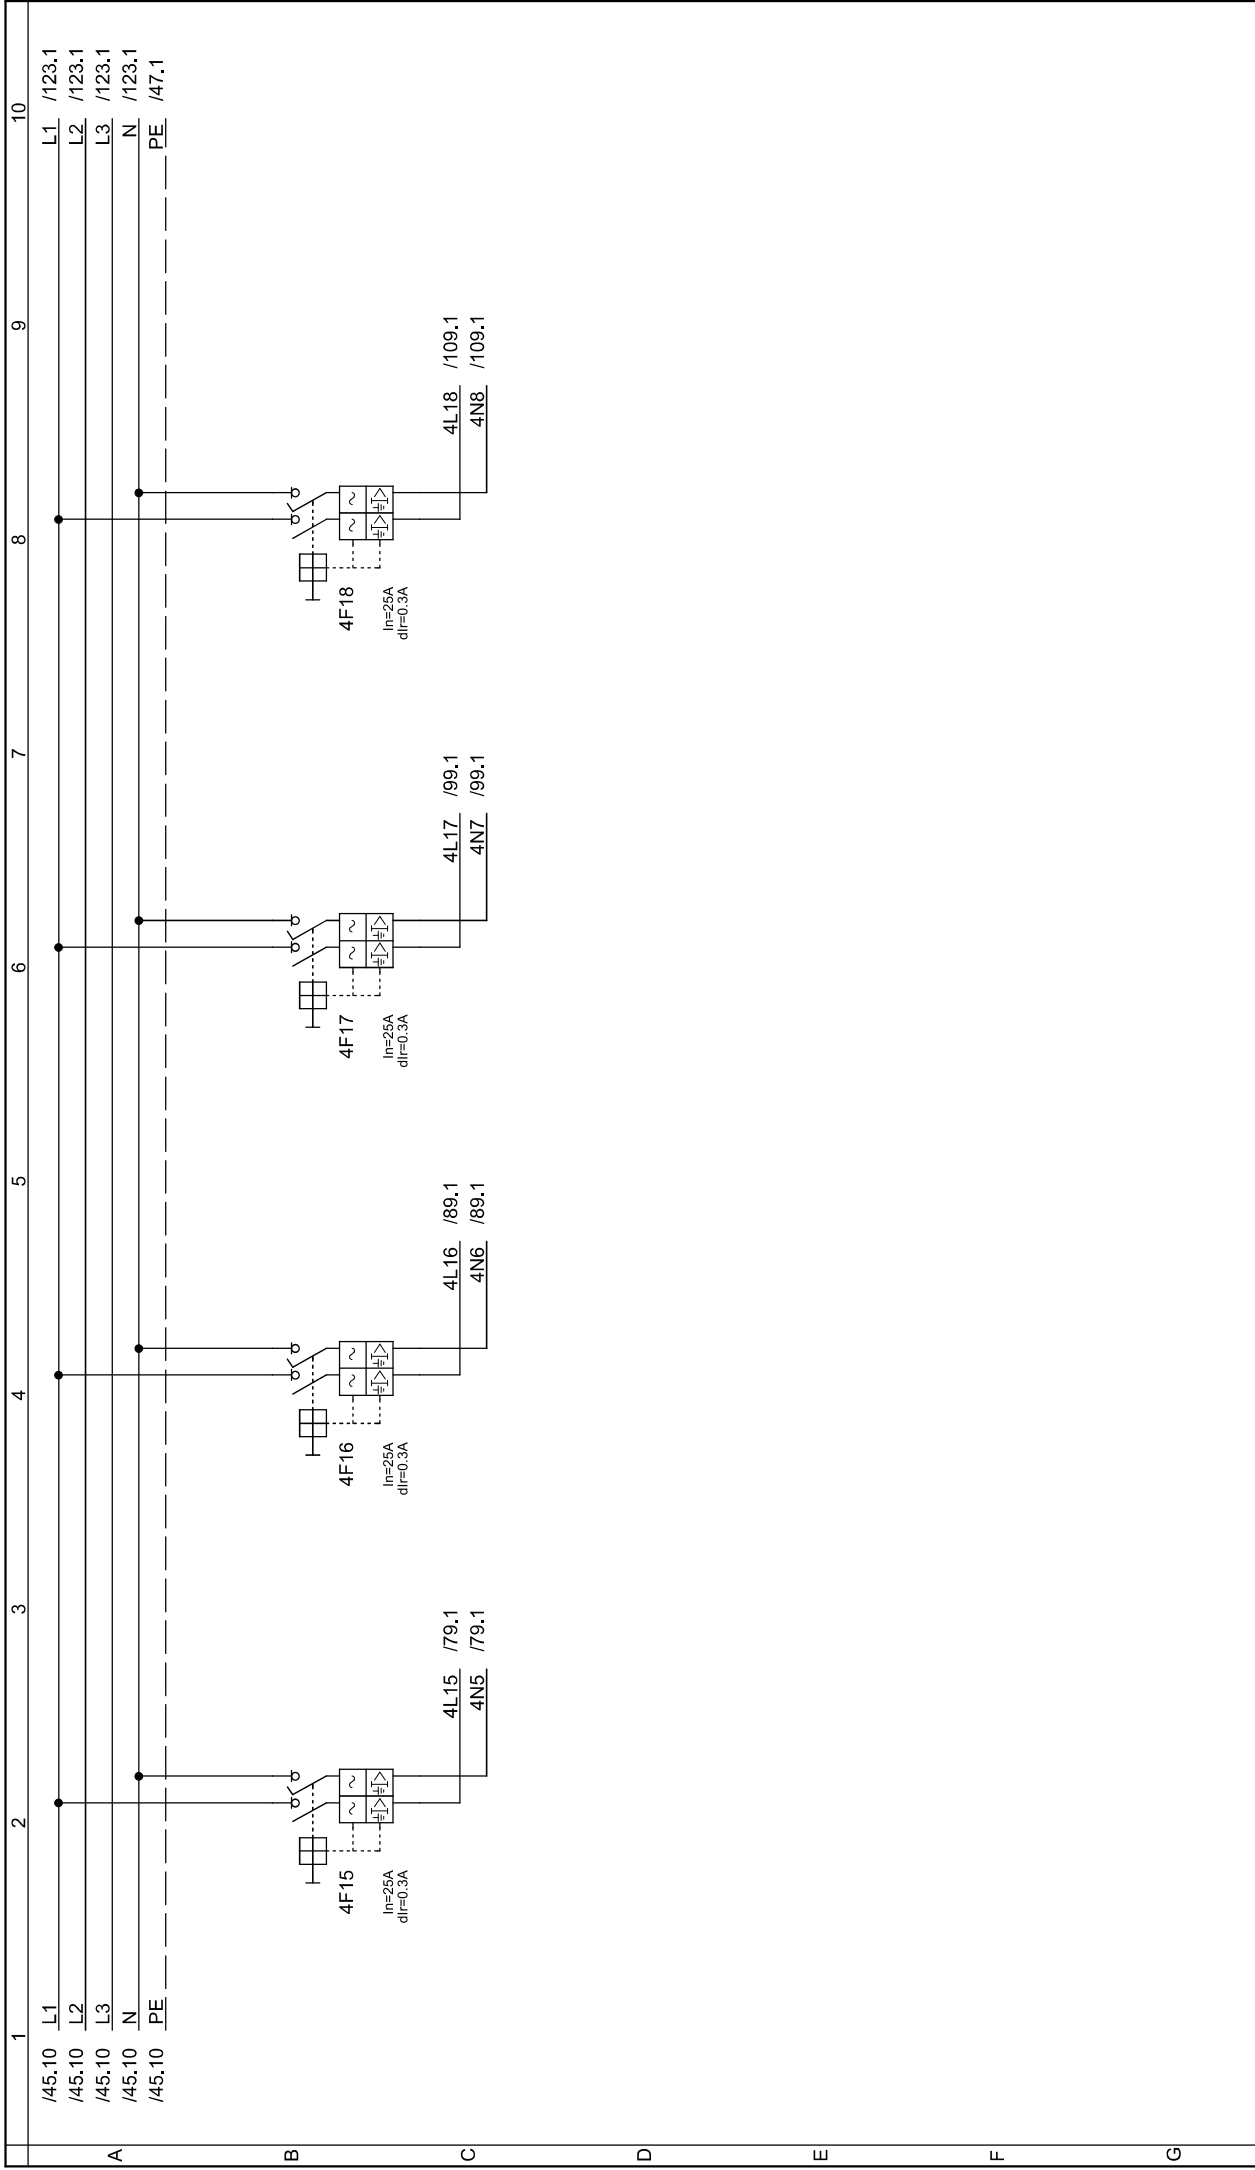 1 2 3 4 5 6 7 8 9 10
/45.10 L1 L1 /123.1
/45.10 L2 L2 /123.1
/45.10 L3 L3 /123.1
/45.10 N N /123.1
/45.10 PE PE /47.1
A
B
4F15 4F16 4F17 4F18
In=25A In=25A In=25A In=25A
dIr=0.3A dIr=0.3A dIr=0.3A dIr=0.3A
4L15 /79.1 4L16 /89.1 4L17 /99.1 4L18 /109.1
C
4N5 /79.1 4N6 /89.1 4N7 /99.1 4N8 /109.1
D
E
F
G